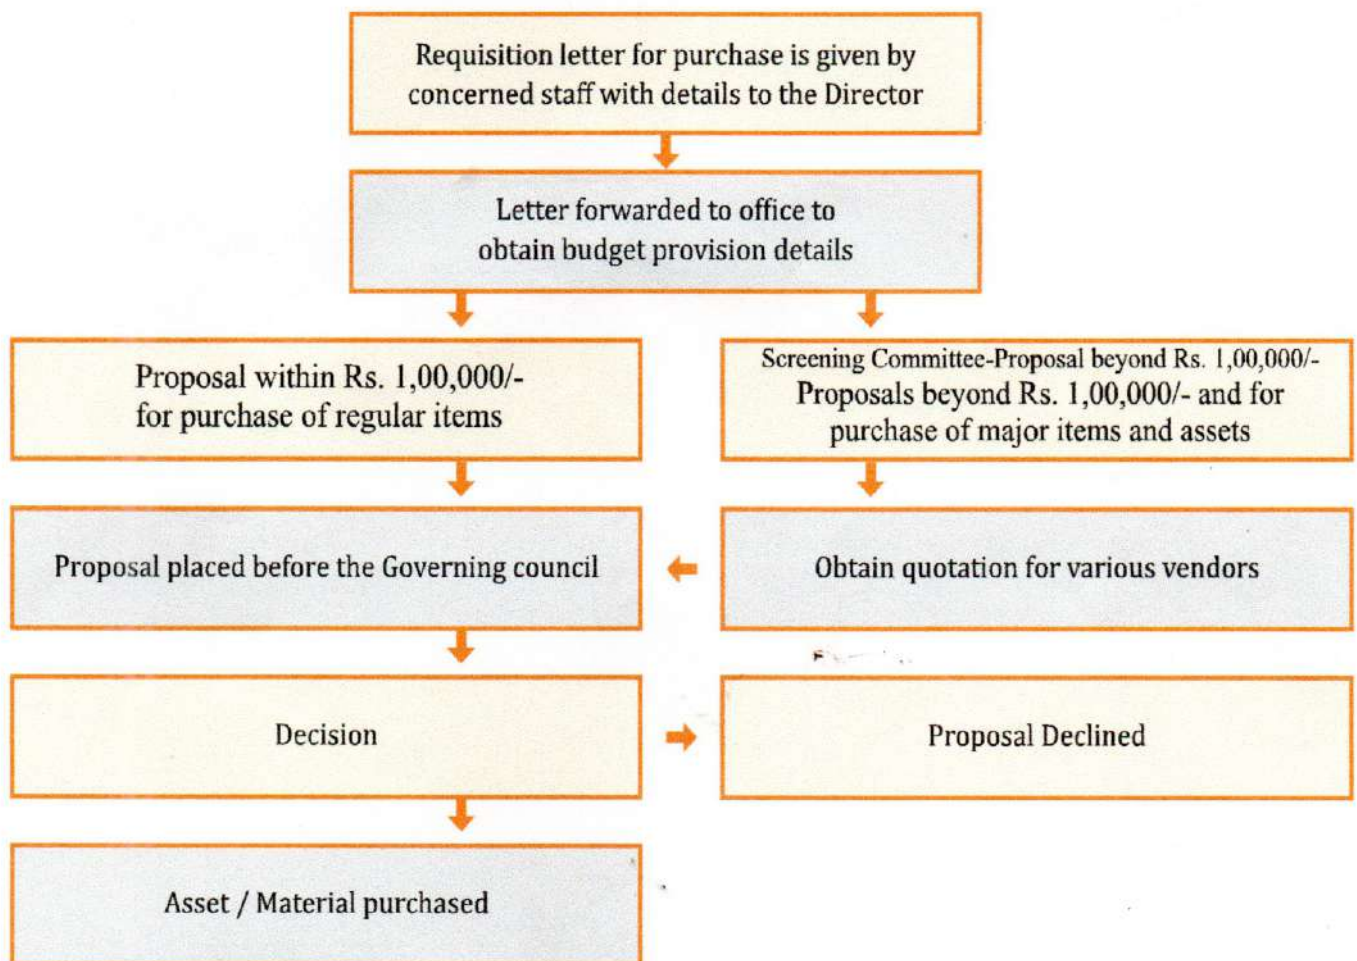 Requisition letter for purchase is given by
concerned staff with details to the Director
Letter forwarded to office to
obtain budget provision details
Proposal within Rs. 1,00,000/-
for purchase of regular items
Screening Committee-Proposal beyond Rs. 1,00,000/-
Proposals beyond Rs. 1,00,000/- and for
purchase of major items and assets
Proposal placed before the Governing council
Obtain quotation for various vendors
Decision
Proposal Declined
Asset / Material purchased